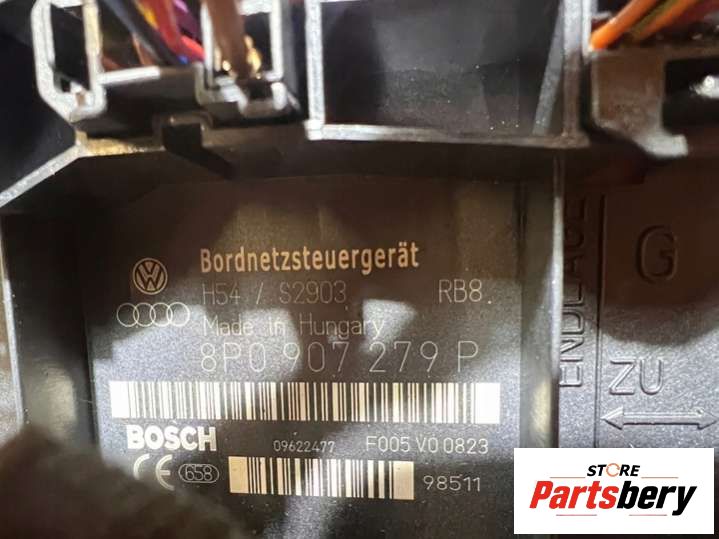 Bordnetzsteuergerät
H54 / S2903 RB8.
Made in Hungary
8P0 907 279 P
BOSCH 09622477 F005 V0 0823
CE 658 98511
ENDLAGE
G
ZU
STORE
Partsbery